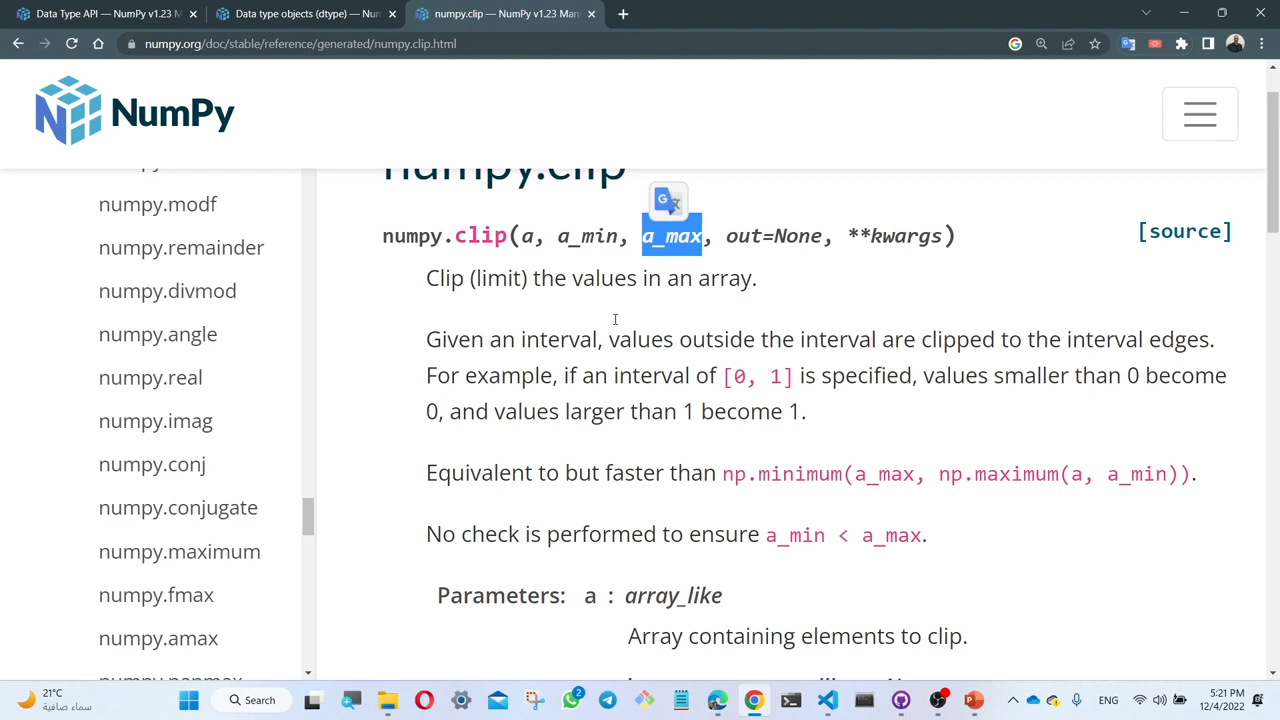 Data Type API — NumPy v1.23 M
Data type objects (dtype) — Num
numpy.clip — NumPy v1.23 Man
numpy.org/doc/stable/reference/generated/numpy.clip.html
NumPy
numpy.modf
numpy.remainder
numpy.divmod
numpy.angle
numpy.real
numpy.imag
numpy.conj
numpy.conjugate
numpy.maximum
numpy.fmax
numpy.amax
numpy.clip
numpy.clip(a, a_min, a_max, out=None, **kwargs)
[source]
Clip (limit) the values in an array.
Given an interval, values outside the interval are clipped to the interval edges.
For example, if an interval of [0, 1] is specified, values smaller than 0 become
0, and values larger than 1 become 1.
Equivalent to but faster than np.minimum(a_max, np.maximum(a, a_min)).
No check is performed to ensure a_min < a_max.
Parameters: a : array_like
Array containing elements to clip.
21°C
سماء صافية
Search
2
ENG
5:21 PM
12/4/2022